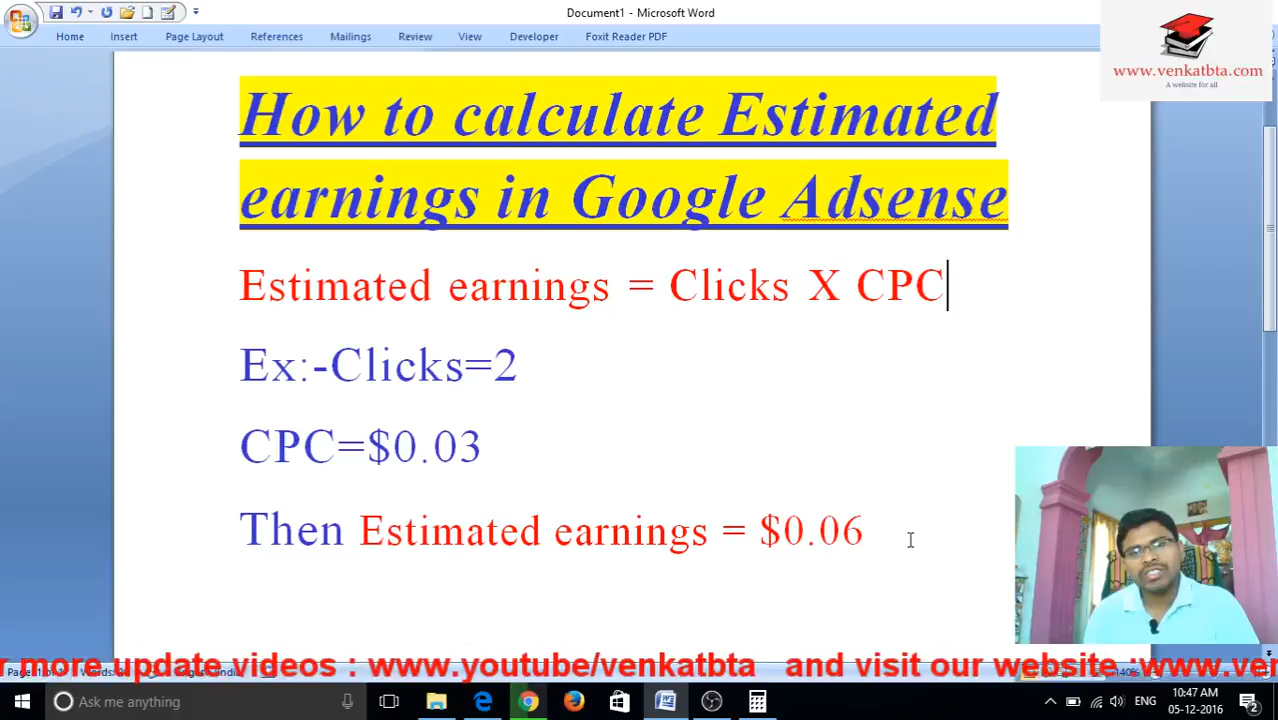 Document1 - Microsoft Word
Home Insert Page Layout References Mailings Review View Developer Foxit Reader PDF
www.venkatbta.com
A website for all
How to calculate Estimated
earnings in Google Adsense
Estimated earnings = Clicks X CPC
Ex:-Clicks=2
CPC=$0.03
Then Estimated earnings = $0.06
r more update videos : www.youtube/venkatbta and visit our website :www.ve
140%
Ask me anything
ENG
10:47 AM
05-12-2016
2